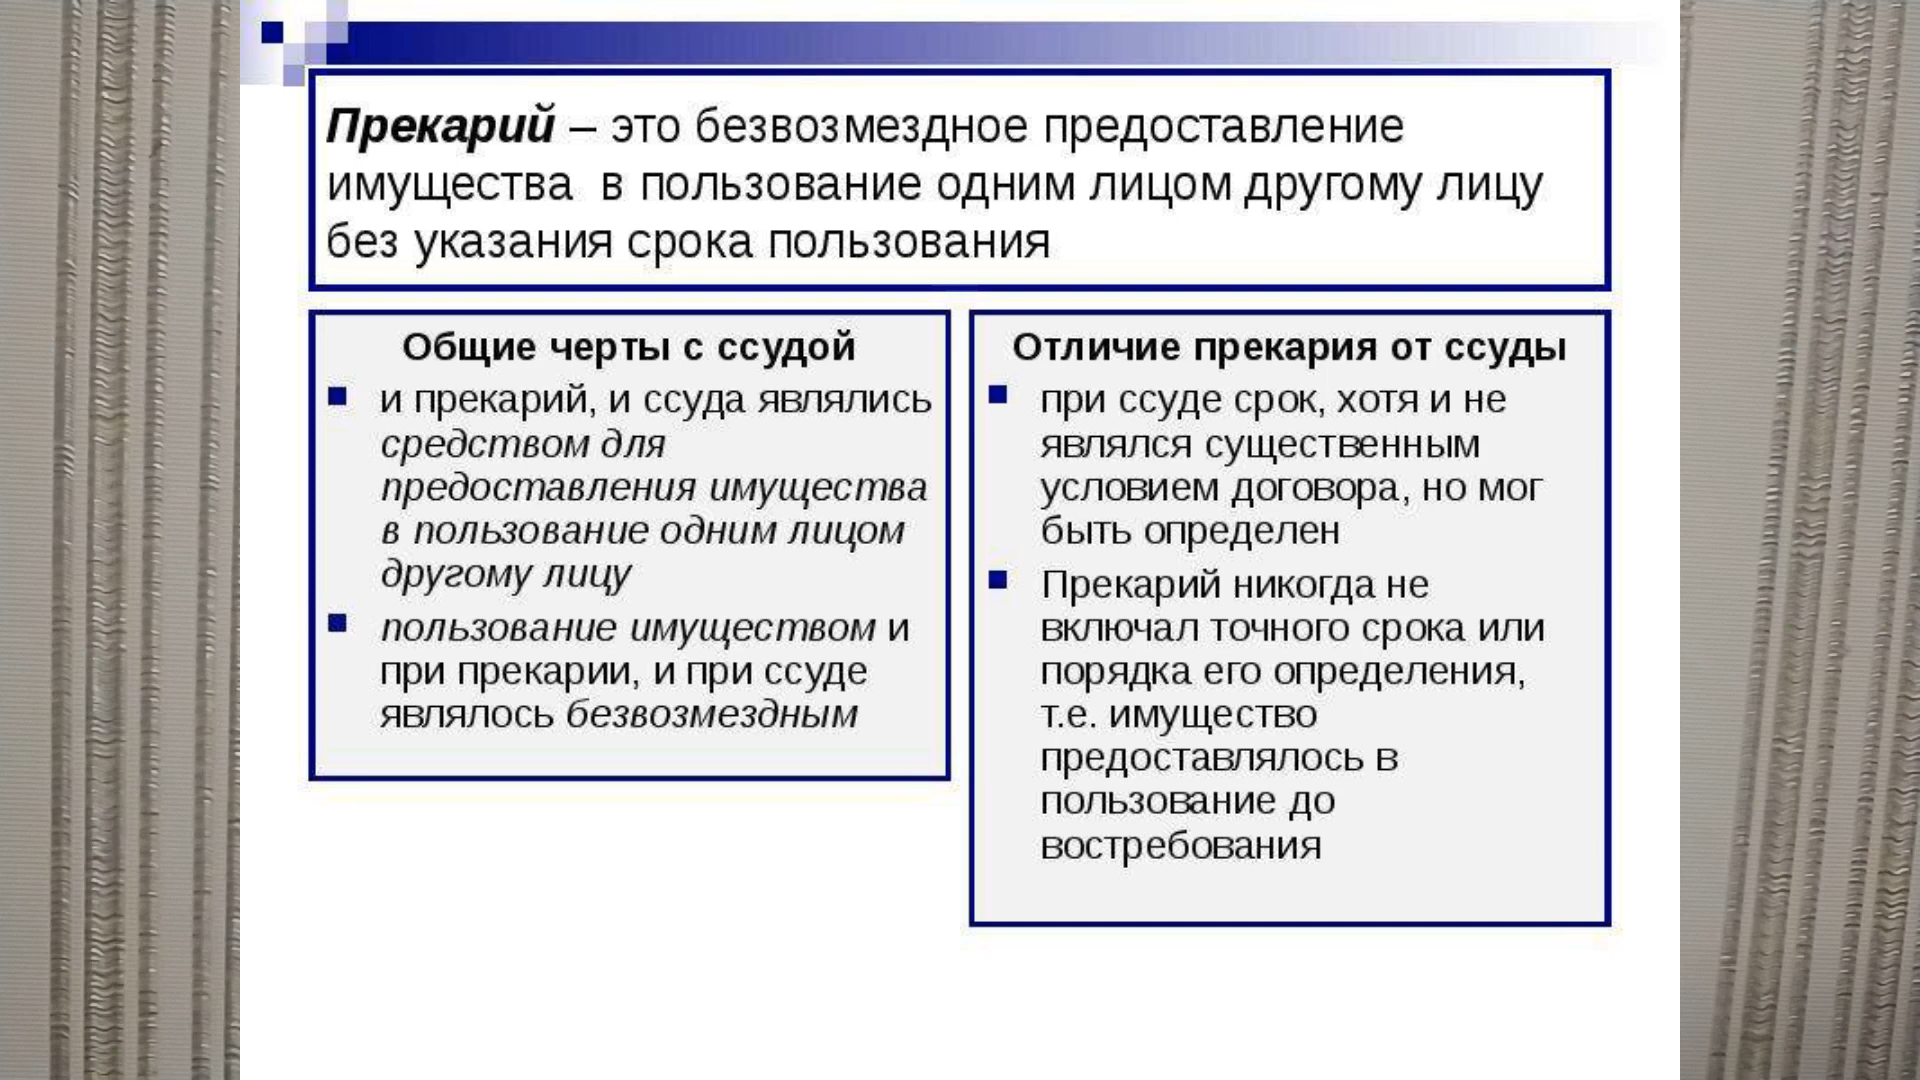 Прекарий – это безвозмездное предоставление
имущества  в пользование одним лицом другому лицу
без указания срока пользования
Общие черты с ссудой
и прекарий, и ссуда являлись
средством для
предоставления имущества
в пользование одним лицом
другому лицу
пользование имуществом и
при прекарии, и при ссуде
являлось безвозмездным
Отличие прекария от ссуды
при ссуде срок, хотя и не
являлся существенным
условием договора, но мог
быть определен
Прекарий никогда не
включал точного срока или
порядка его определения,
т.е. имущество
предоставлялось в
пользование до
востребования